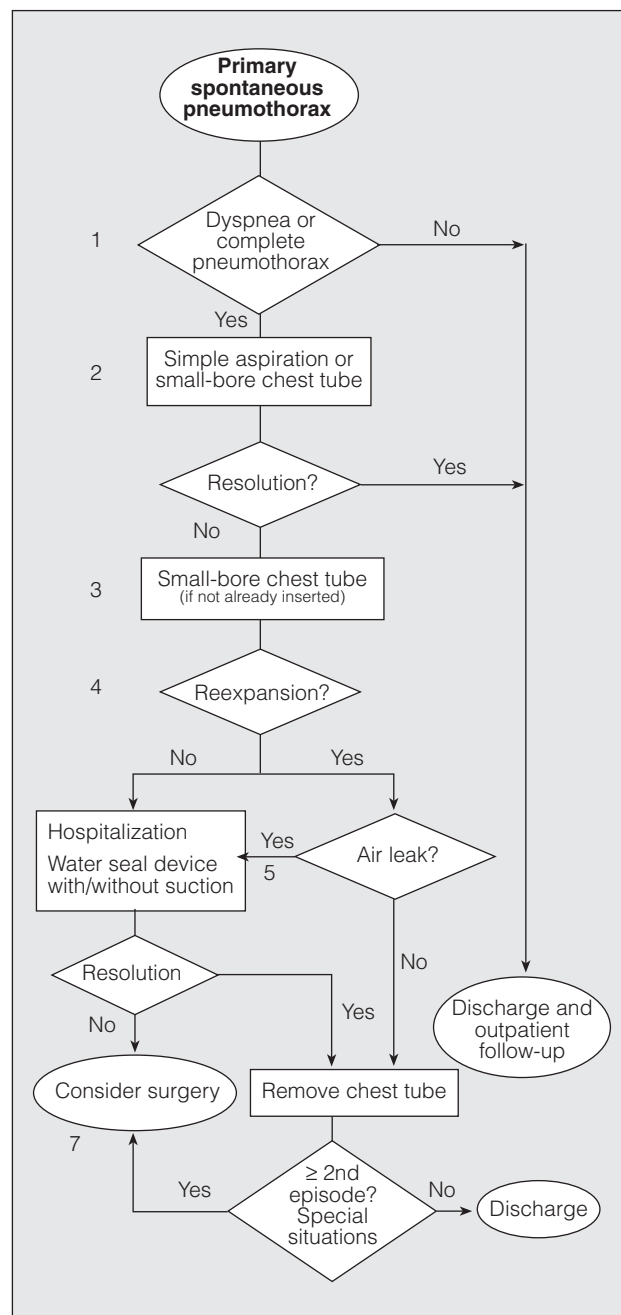 Primary
spontaneous
pneumothorax
1
Dyspnea or
complete
pneumothorax
No
Yes
2
Simple aspiration or
small-bore chest tube
Resolution?
Yes
No
3
Small-bore chest tube
(if not already inserted)
4
Reexpansion?
No
Yes
Hospitalization
Water seal device
with/without suction
Yes
5
Air leak?
No
Resolution
Yes
No
Discharge and
outpatient
follow-up
Consider surgery
7
Remove chest tube
≥ 2nd
episode?
Special
situations
Yes
No
Discharge